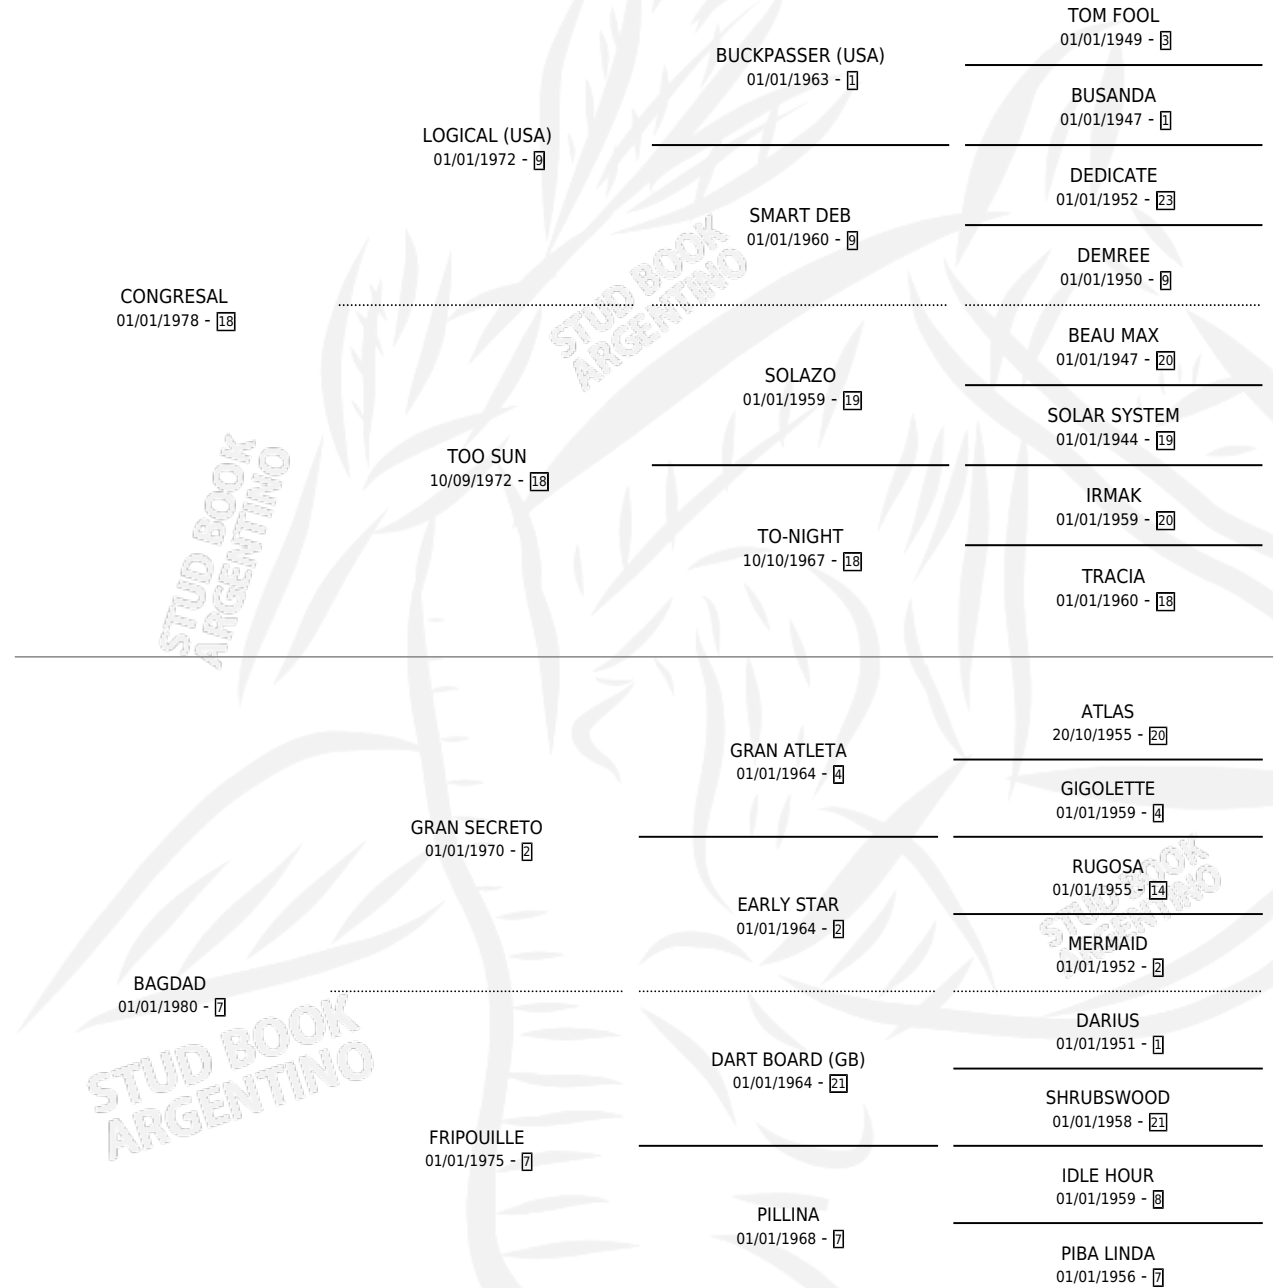 TOM FOOL
01/01/1949 - 3
BUCKPASSER (USA)
01/01/1963 - 1
BUSANDA
01/01/1947 - 1
LOGICAL (USA)
01/01/1972 - 9
DEDICATE
01/01/1952 - 23
SMART DEB
01/01/1960 - 9
DEMREE
01/01/1950 - 9
CONGRESAL
01/01/1978 - 18
BEAU MAX
01/01/1947 - 20
SOLAZO
01/01/1959 - 19
SOLAR SYSTEM
01/01/1944 - 19
TOO SUN
10/09/1972 - 18
IRMAK
01/01/1959 - 20
TO-NIGHT
10/10/1967 - 18
TRACIA
01/01/1960 - 18
ATLAS
20/10/1955 - 20
GRAN ATLETA
01/01/1964 - 4
GIGOLETTE
01/01/1959 - 4
GRAN SECRETO
01/01/1970 - 2
RUGOSA
01/01/1955 - 14
EARLY STAR
01/01/1964 - 2
MERMAID
01/01/1952 - 2
BAGDAD
01/01/1980 - 7
DARIUS
01/01/1951 - 1
DART BOARD (GB)
01/01/1964 - 21
SHRUBSWOOD
01/01/1958 - 21
FRIPOUILLE
01/01/1975 - 7
IDLE HOUR
01/01/1959 - 8
PILLINA
01/01/1968 - 7
PIBA LINDA
01/01/1956 - 7
STUD BOOK
ARGENTINO
STUD BOOK
ARGENTINO
STUD BOOK
ARGENTINO
STUD BOOK
ARGENTINO